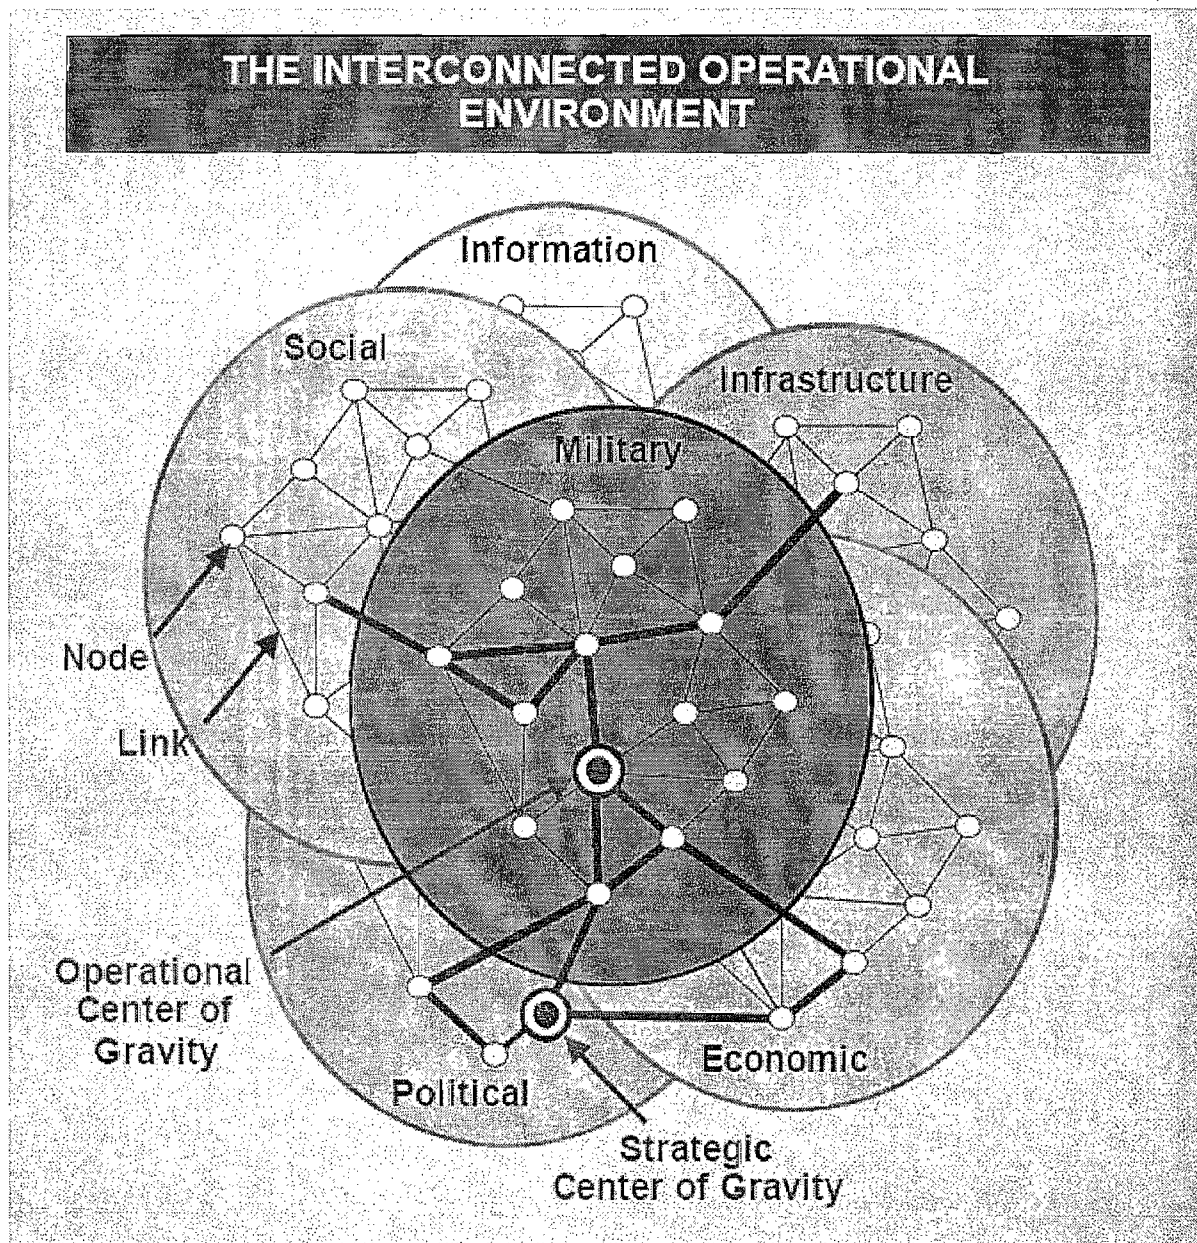 THE INTERCONNECTED OPERATIONAL
ENVIRONMENT
Information
Social
Infrastructure
Military
Node
Link
Operational
Center of
Gravity
Political
Economic
Strategic
Center of Gravity